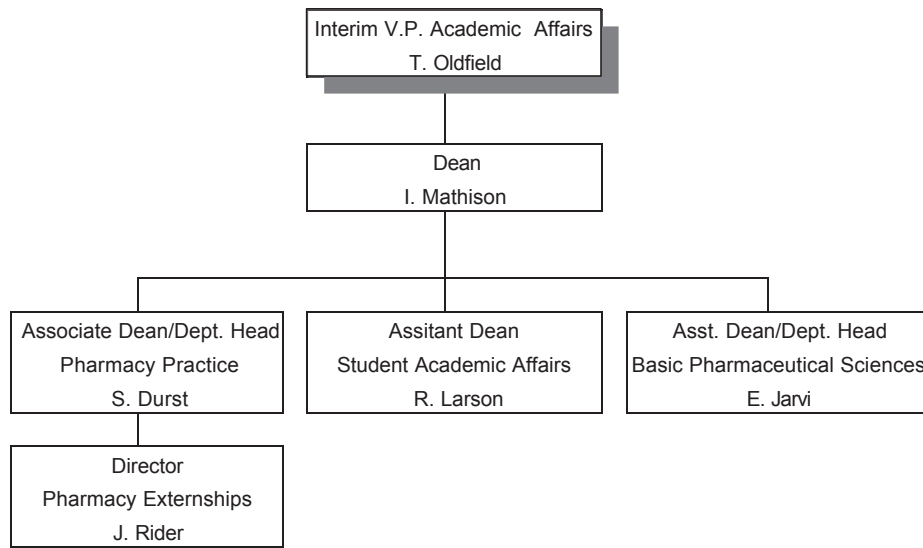 Interim V.P. Academic Affairs
T. Oldfield
Dean
I. Mathison
Associate Dean/Dept. Head
Pharmacy Practice
S. Durst
Assitant Dean
Student Academic Affairs
R. Larson
Asst. Dean/Dept. Head
Basic Pharmaceutical Sciences
E. Jarvi
Director
Pharmacy Externships
J. Rider